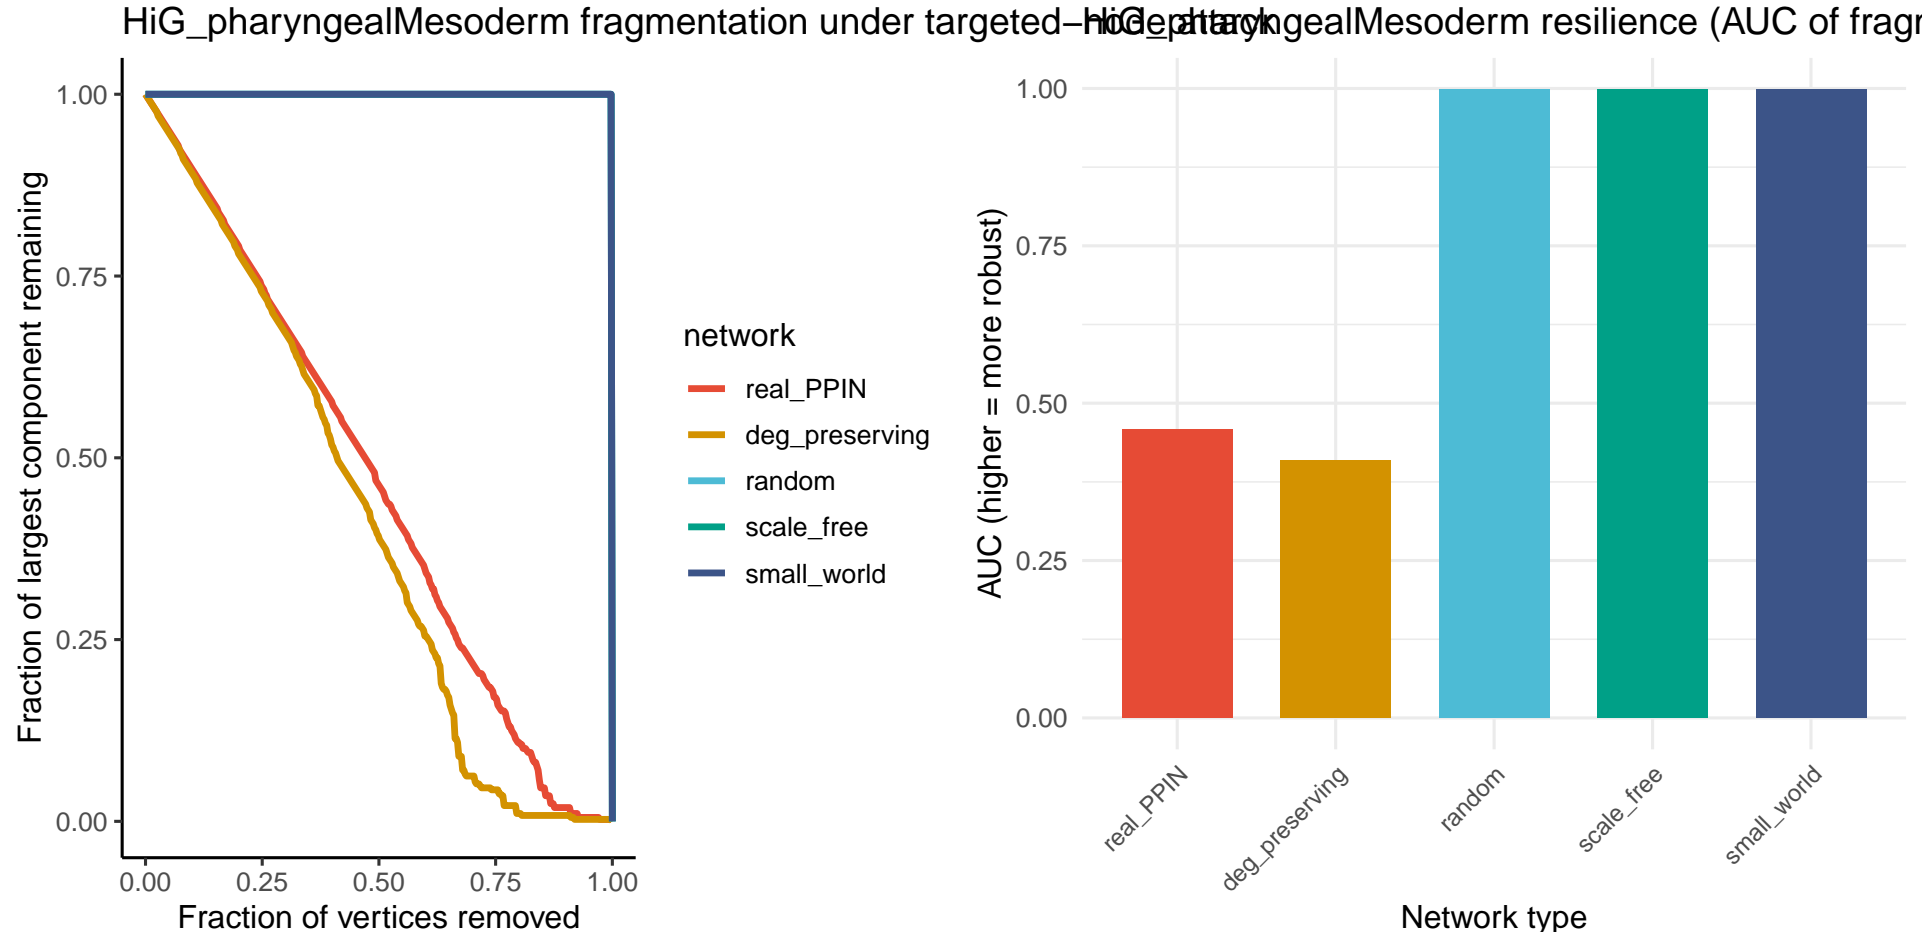 HiG_pharyngealMesoderm fragmentation under targeted-node attack
HiG_pharyngealMesoderm resilience (AUC of fragm
Fraction of largest component remaining
1.00
0.75
0.50
0.25
0.00
0.00 0.25 0.50 0.75 1.00
Fraction of vertices removed
network
real_PPIN
deg_preserving
random
scale_free
small_world
AUC (higher = more robust)
1.00
0.75
0.50
0.25
0.00
real_PPIN
deg_preserving
random
scale_free
small_world
Network type